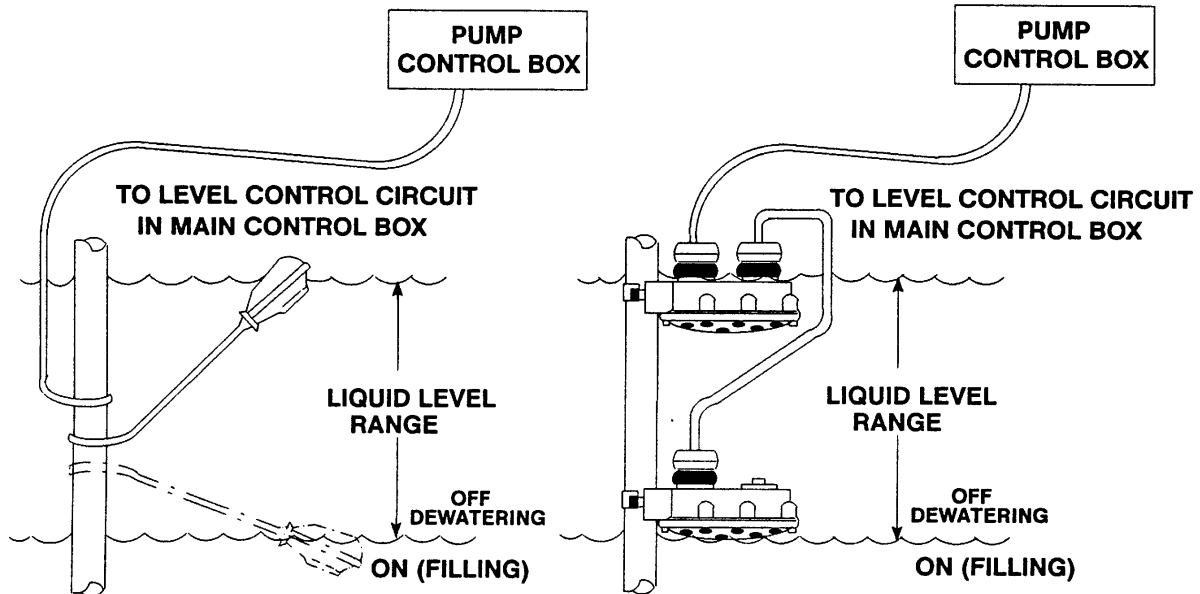 PUMP
CONTROL BOX
TO LEVEL CONTROL CIRCUIT
IN MAIN CONTROL BOX
LIQUID LEVEL
RANGE
OFF
DEWATERING
ON (FILLING)
PUMP
CONTROL BOX
TO LEVEL CONTROL CIRCUIT
IN MAIN CONTROL BOX
LIQUID LEVEL
RANGE
OFF
DEWATERING
ON (FILLING)